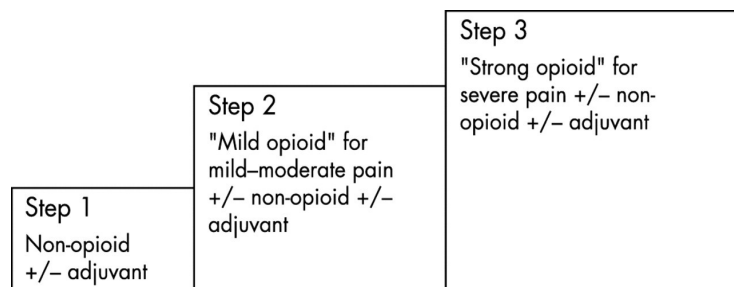 Step 1
Non-opioid
+/– adjuvant
Step 2
"Mild opioid" for
mild–moderate pain
+/– non-opioid +/–
adjuvant
Step 3
"Strong opioid" for
severe pain +/– non-
opioid +/– adjuvant